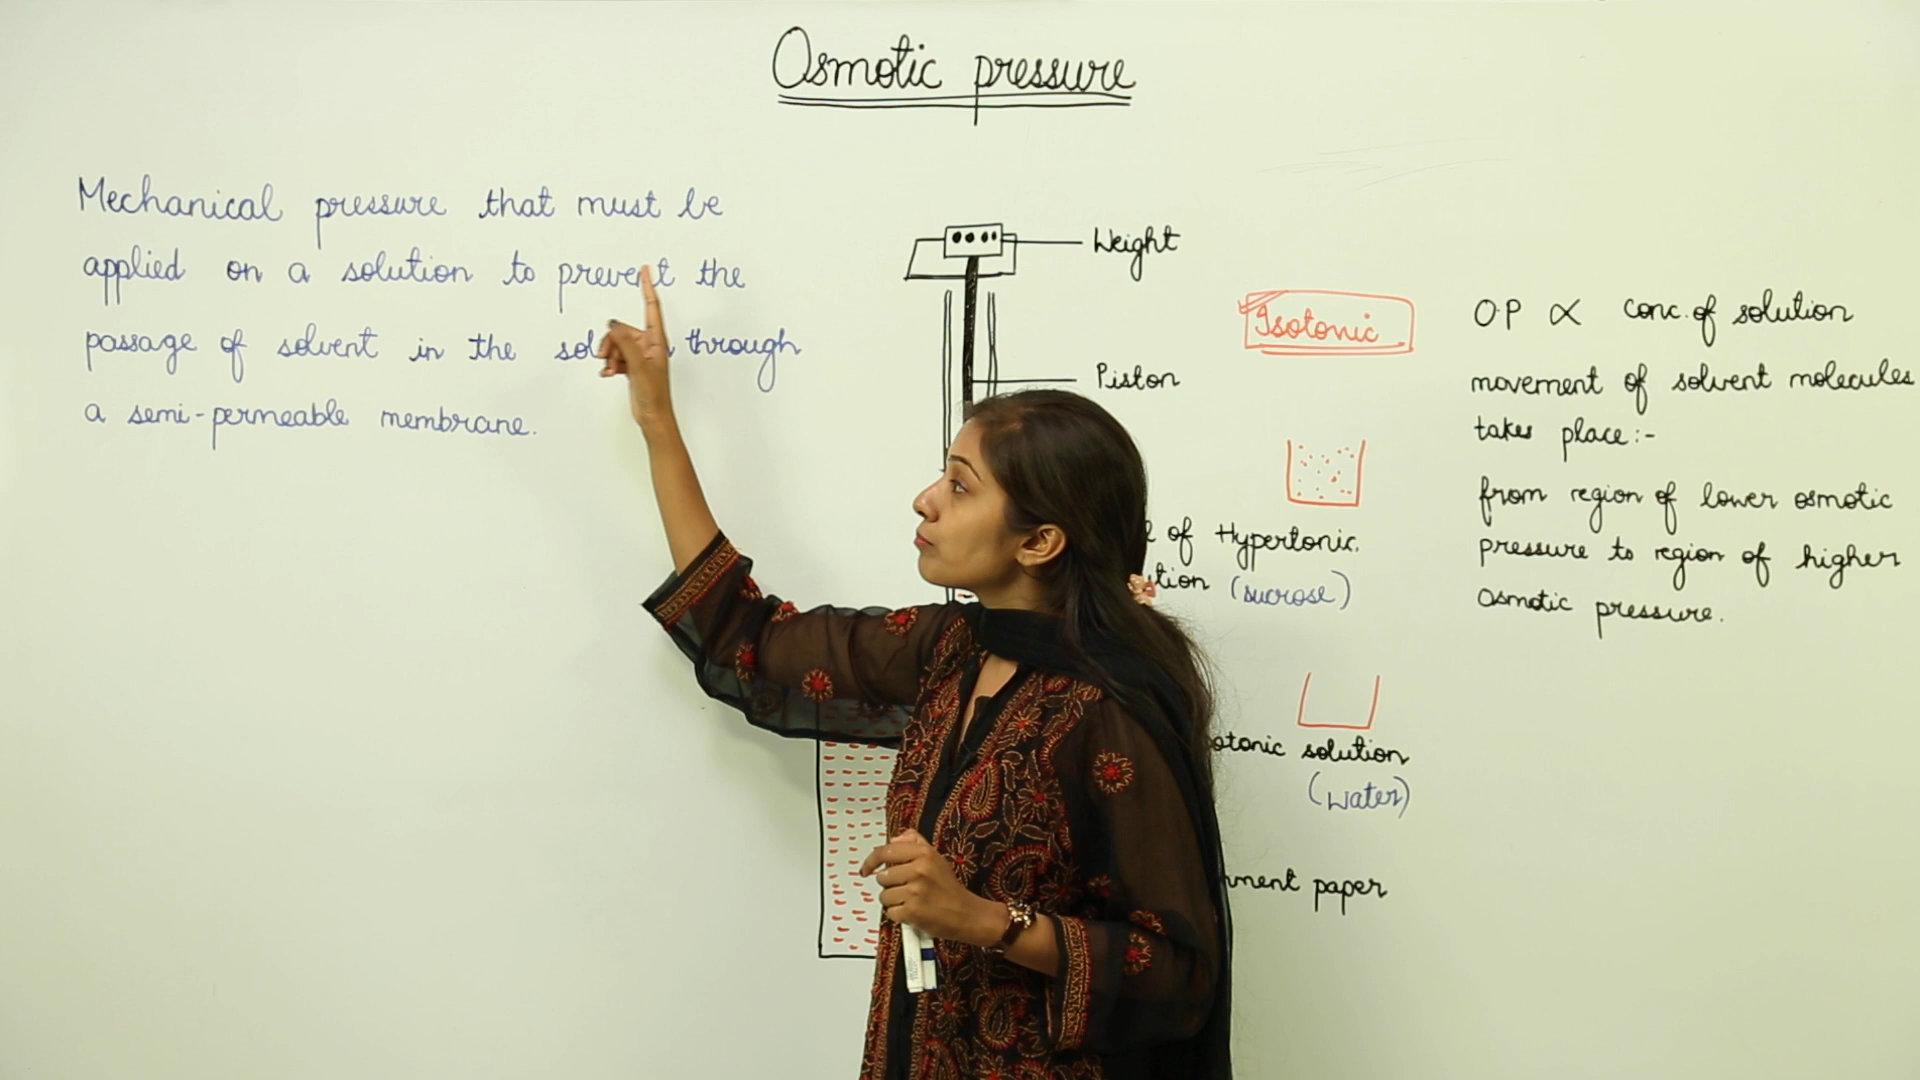 Osmotic pressure
Mechanical pressure that must be
applied on a solution to prevent the
passage of solvent in the through
a semi-permeable membrane.
Weight
Piston
of Hypertonic.
(sucrose)
solution
(water)
paper
Isotonic
O.P ∝ conc. of solution
movement of solvent molecules
takes place:-
from region of lower osmotic
pressure to region of higher
osmotic pressure.